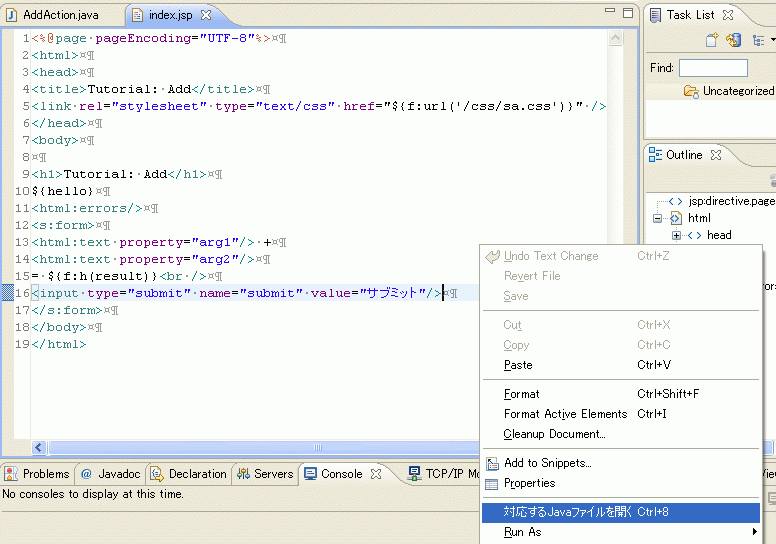 AddAction.java
index.jsp
Task List
1<%@page·pageEncoding="UTF-8"%>¤¶
2<html>¤¶
3<head>¤¶
4<title>Tutorial:·Add</title>¤¶
5<link·rel="stylesheet"·type="text/css"·href="${f:url('/css/sa.css')}"·/>
6</head>¤¶
7<body>¤¶
8¤¶
9<h1>Tutorial:·Add</h1>¤¶
10${hello}¤¶
11<html:errors/>¤¶
12<s:form>¤¶
13<html:text·property="arg1"/>·+¤¶
14<html:text·property="arg2"/>¤¶
15=·${f:h(result)}<br·/>¤¶
16<input·type="submit"·name="submit"·value="サブミット"/>¤¶
17</s:form>¤¶
18</body>¤¶
19</html>
Find:
Uncategorized
Outline
jsp:directive.page
html
head
Undo Text Change Ctrl+Z
Revert File
Save
Cut Ctrl+X
Copy Ctrl+C
Paste Ctrl+V
Format Ctrl+Shift+F
Format Active Elements Ctrl+I
Cleanup Document...
Add to Snippets...
Properties
対応するJavaファイルを開く Ctrl+8
Run As
Problems
@ Javadoc
Declaration
Servers
Console
TCP/IP
No consoles to display at this time.